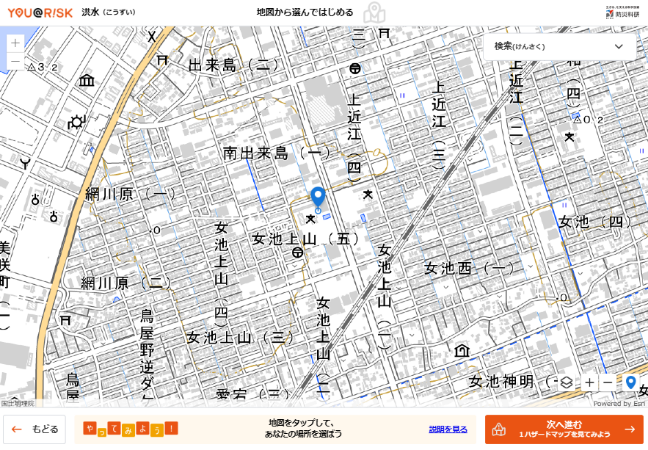 YOU@RISK 洪水(こうずい)
地図から選んではじめる
防災科研
+
−
検索(けんさく)
出来島(二)
上近江(四)
上近江(三)
上近江(二)
南出来島(一)
網川原(一)
女池上山(五)
女池(四)
美咲町(一)
女池上山(四)
女池西(一)
網川原(二)
女池上山(二)
鳥屋野逆ダ
女池上山(三)
女池上山(二
鳥屋
愛宕(三)
女池神明(一
国土地理院
Powered by Esri
もどる
やってみよう!
地図をタップして、
あなたの場所を選ぼう
説明を見る
次へ進む
1 ハザードマップを見てみよう